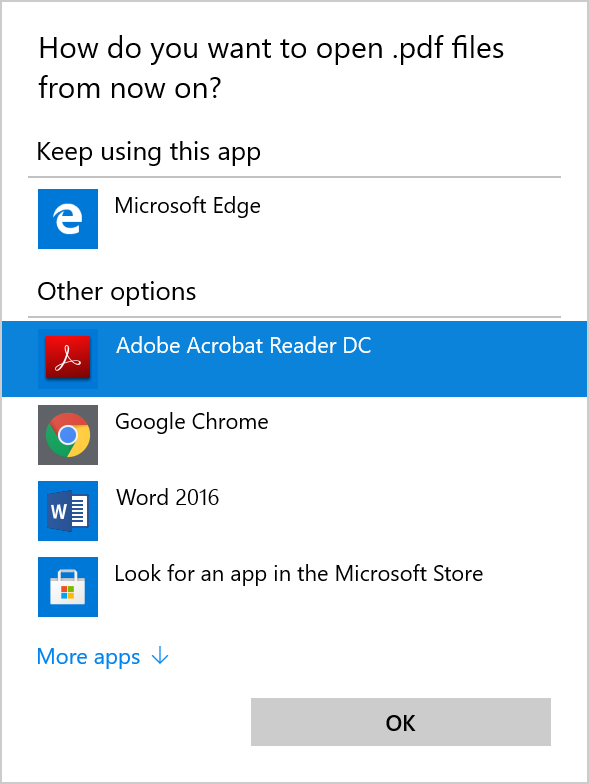 How do you want to open .pdf files
from now on?
Keep using this app
Microsoft Edge
Other options
Adobe Acrobat Reader DC
Google Chrome
W
Word 2016
Look for an app in the Microsoft Store
More apps ↓
OK